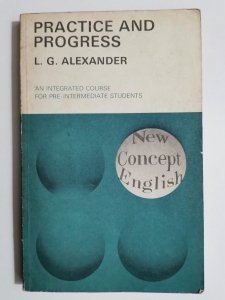 PRACTICE AND
PROGRESS
L. G. ALEXANDER
AN INTEGRATED COURSE
FOR PRE-INTERMEDIATE STUDENTS
New
Concept
English